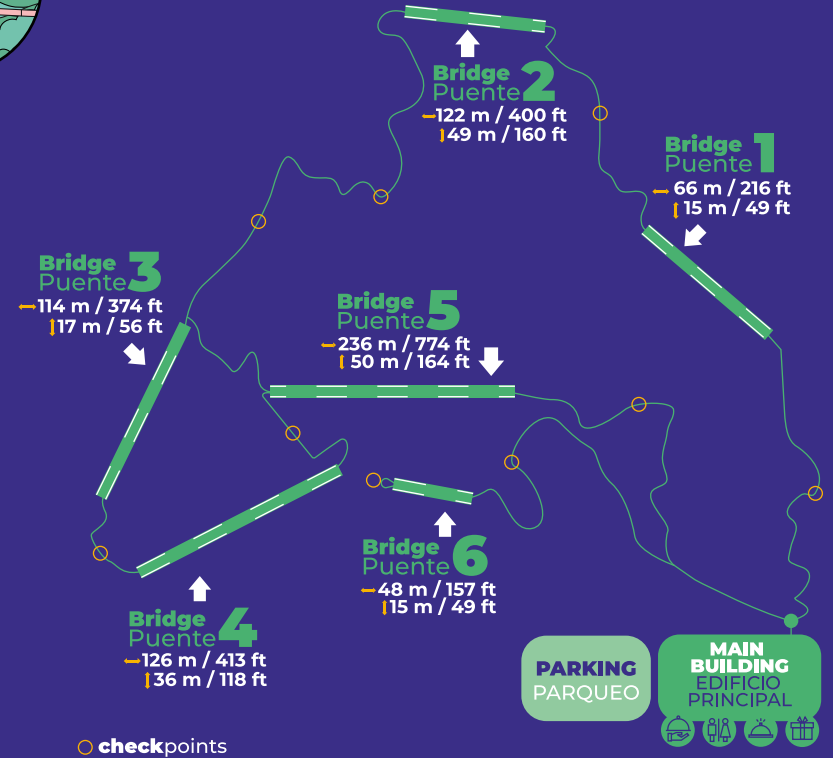 Bridge 2
Puente
122 m / 400 ft
49 m / 160 ft
Bridge 1
Puente
66 m / 216 ft
15 m / 49 ft
Bridge 3
Puente
114 m / 374 ft
17 m / 56 ft
Bridge 5
Puente
236 m / 774 ft
50 m / 164 ft
Bridge 6
Puente
48 m / 157 ft
15 m / 49 ft
Bridge 4
Puente
126 m / 413 ft
36 m / 118 ft
PARKING
PARQUEO
MAIN
BUILDING
EDIFICIO
PRINCIPAL
checkpoints